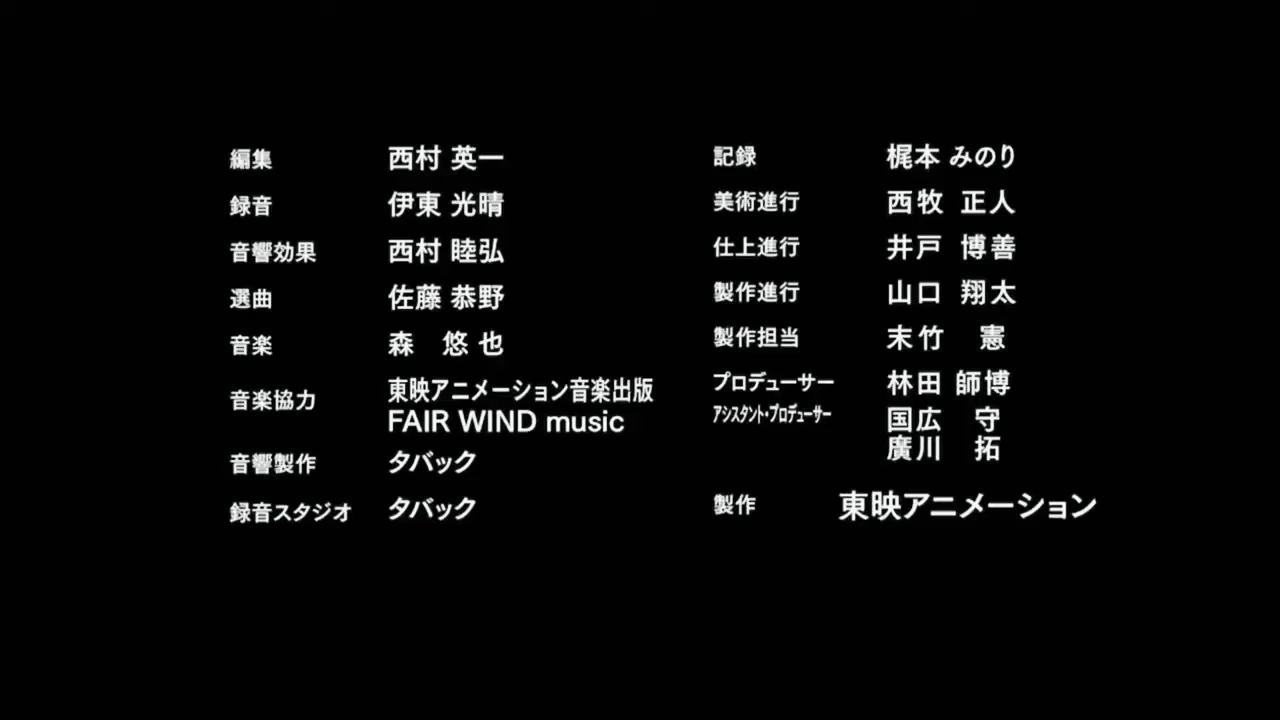 編集 西村 英一
録音 伊東 光晴
音響効果 西村 睦弘
選曲 佐藤 恭野
音楽 森 悠也
音楽協力 東映アニメーション音楽出版
FAIR WIND music
音響製作 タバック
録音スタジオ タバック
記録 梶本 みのり
美術進行 西牧 正人
仕上進行 井戸 博善
製作進行 山口 翔太
製作担当 末竹 憲
プロデューサー 林田 師博
アシスタント・プロデューサー 国広 守
廣川 拓
製作 東映アニメーション